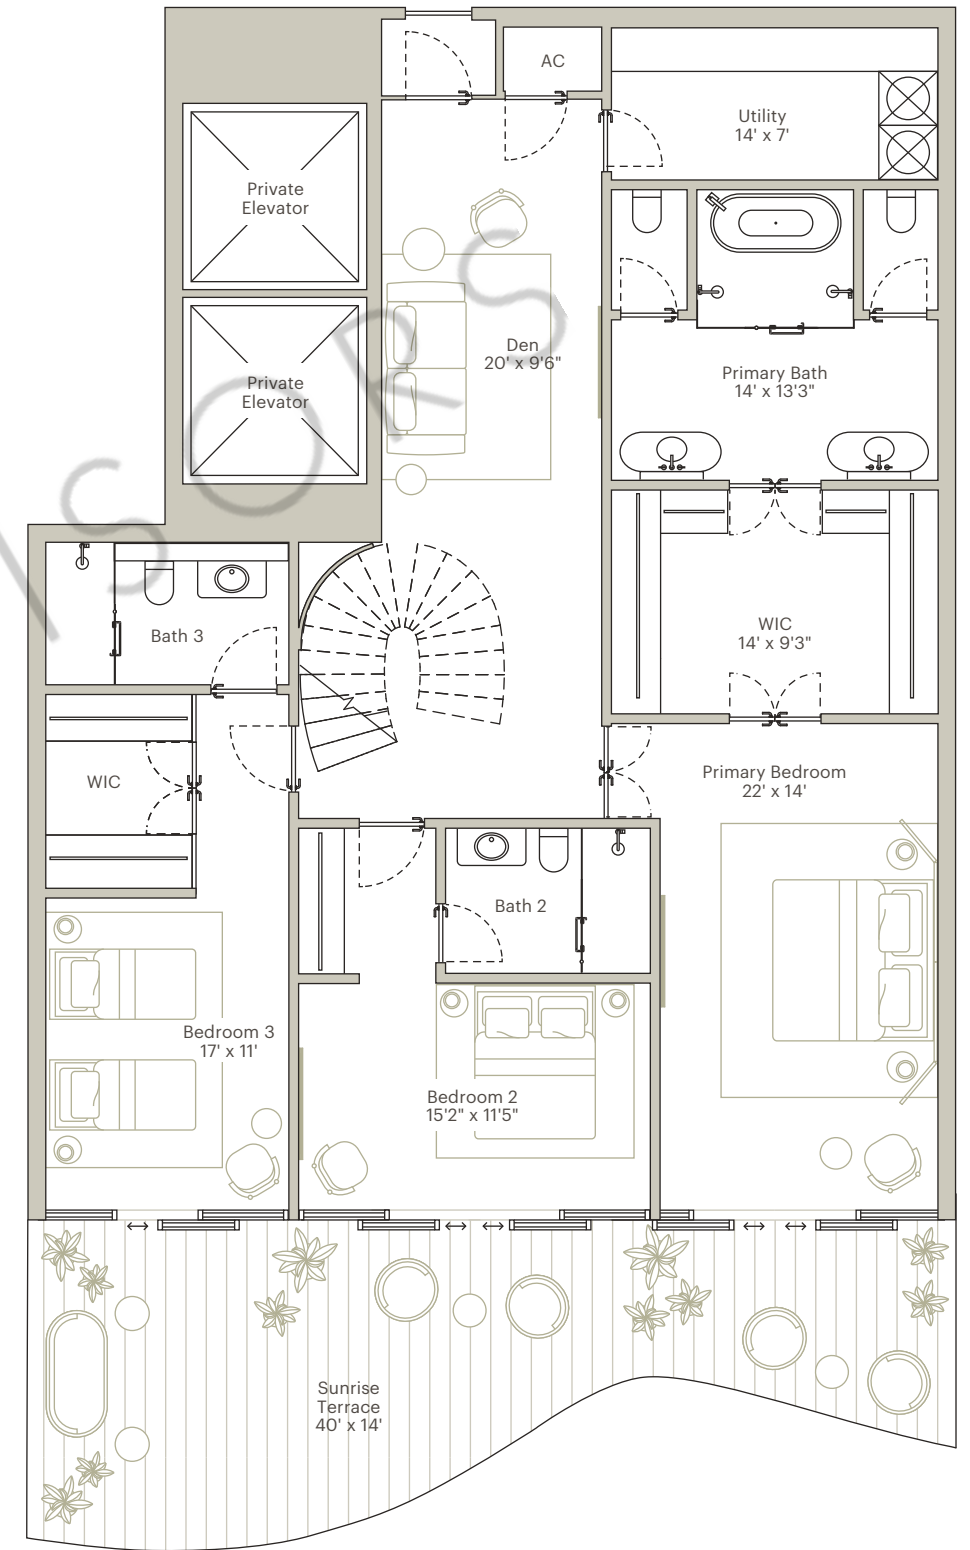 AC
Utility
14' x 7'
Private
Elevator
Private
Elevator
Den
20' x 9'6"
Primary Bath
14' x 13'3"
WIC
14' x 9'3"
Bath 3
WIC
Primary Bedroom
22' x 14'
Bath 2
Bedroom 3
17' x 11'
Bedroom 2
15'2" x 11'5"
Sunrise
Terrace
40' x 14'
ISORS